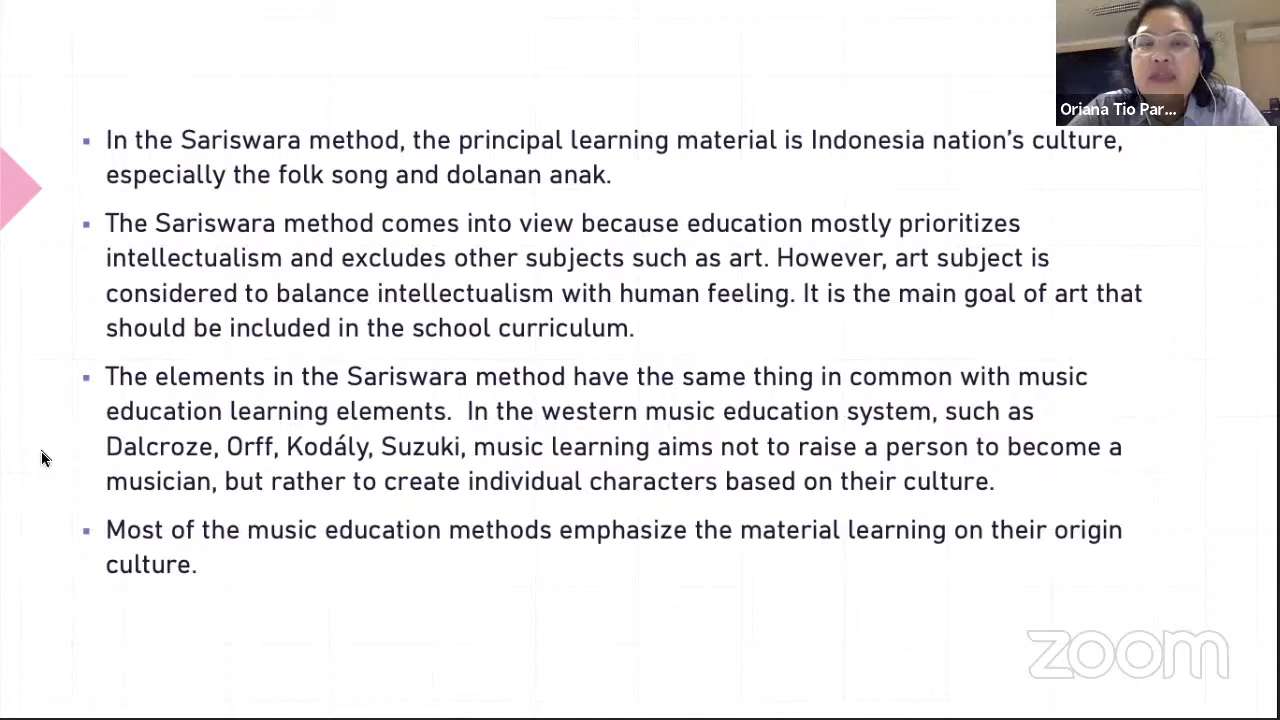 Oriana Tio Par...
▪ In the Sariswara method, the principal learning material is Indonesia nation’s culture,
especially the folk song and dolanan anak.
▪ The Sariswara method comes into view because education mostly prioritizes
intellectualism and excludes other subjects such as art. However, art subject is
considered to balance intellectualism with human feeling. It is the main goal of art that
should be included in the school curriculum.
▪ The elements in the Sariswara method have the same thing in common with music
education learning elements.  In the western music education system, such as
Dalcroze, Orff, Kodály, Suzuki, music learning aims not to raise a person to become a
musician, but rather to create individual characters based on their culture.
▪ Most of the music education methods emphasize the material learning on their origin
culture.
zoom